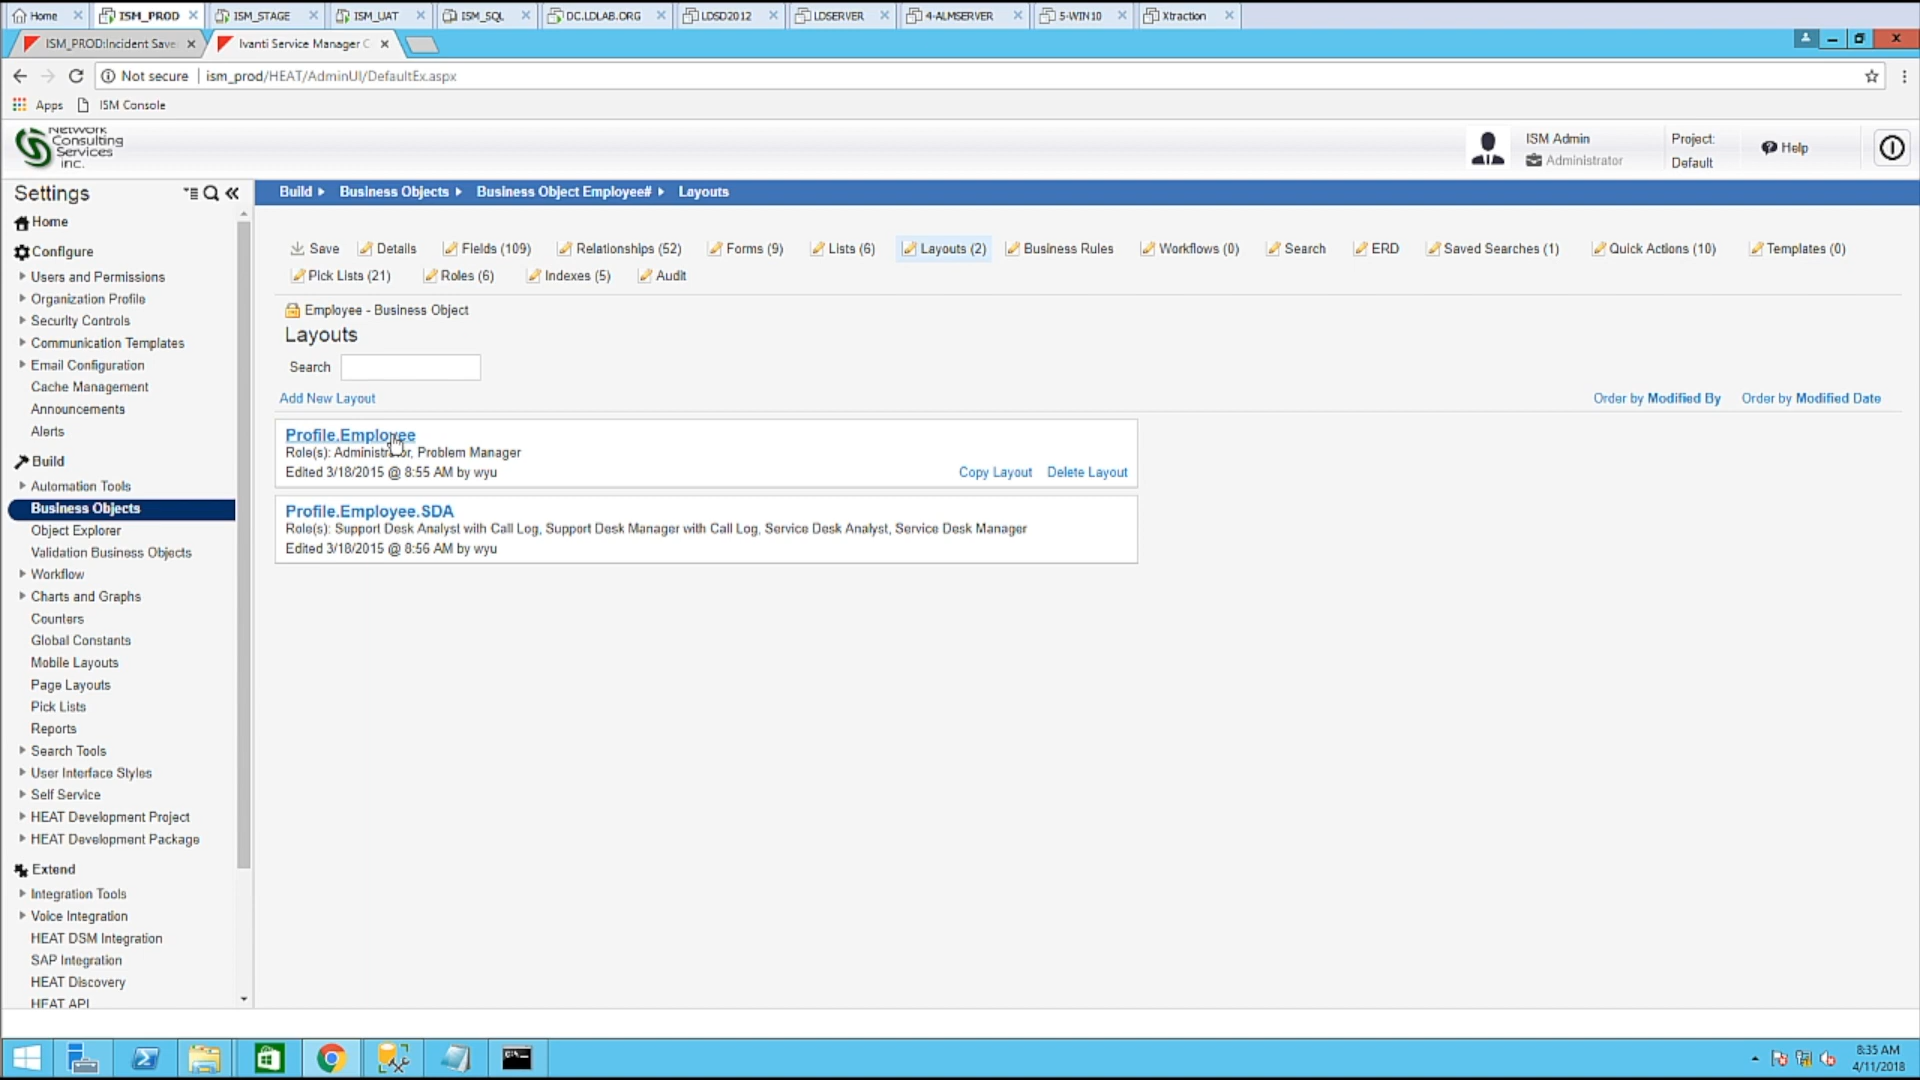 Home ISM_PROD ISM_STAGE ISM_UAT ISM_SQL DC.LDLAB.ORG LDSD2012 LDSERVER 4-ALMSERVER 5-WIN10 Xtraction
ISM_PROD:Incident Save Ivanti Service Manager C
Not secure | ism_prod/HEAT/AdminUI/DefaultEx.aspx
Apps ISM Console
Network
Consulting
Services
inc.
ISM Admin
Administrator
Project:
Default
Help
Settings
Home
Configure
Users and Permissions
Organization Profile
Security Controls
Communication Templates
Email Configuration
Cache Management
Announcements
Alerts
Build
Automation Tools
Business Objects
Object Explorer
Validation Business Objects
Workflow
Charts and Graphs
Counters
Global Constants
Mobile Layouts
Page Layouts
Pick Lists
Reports
Search Tools
User Interface Styles
Self Service
HEAT Development Project
HEAT Development Package
Extend
Integration Tools
Voice Integration
HEAT DSM Integration
SAP Integration
HEAT Discovery
HEAT API
Build Business Objects Business Object Employee# Layouts
Save Details Fields (109) Relationships (52) Forms (9) Lists (6) Layouts (2) Business Rules Workflows (0) Search ERD Saved Searches (1) Quick Actions (10) Templates (0)
Pick Lists (21) Roles (6) Indexes (5) Audit
Employee - Business Object
Layouts
Search
Add New Layout Order by Modified By Order by Modified Date
Profile.Employee
Role(s): Administrator, Problem Manager
Edited 3/18/2015 @ 8:55 AM by wyu Copy Layout Delete Layout
Profile.Employee.SDA
Role(s): Support Desk Analyst with Call Log, Support Desk Manager with Call Log, Service Desk Analyst, Service Desk Manager
Edited 3/18/2015 @ 8:56 AM by wyu
8:35 AM
4/11/2018